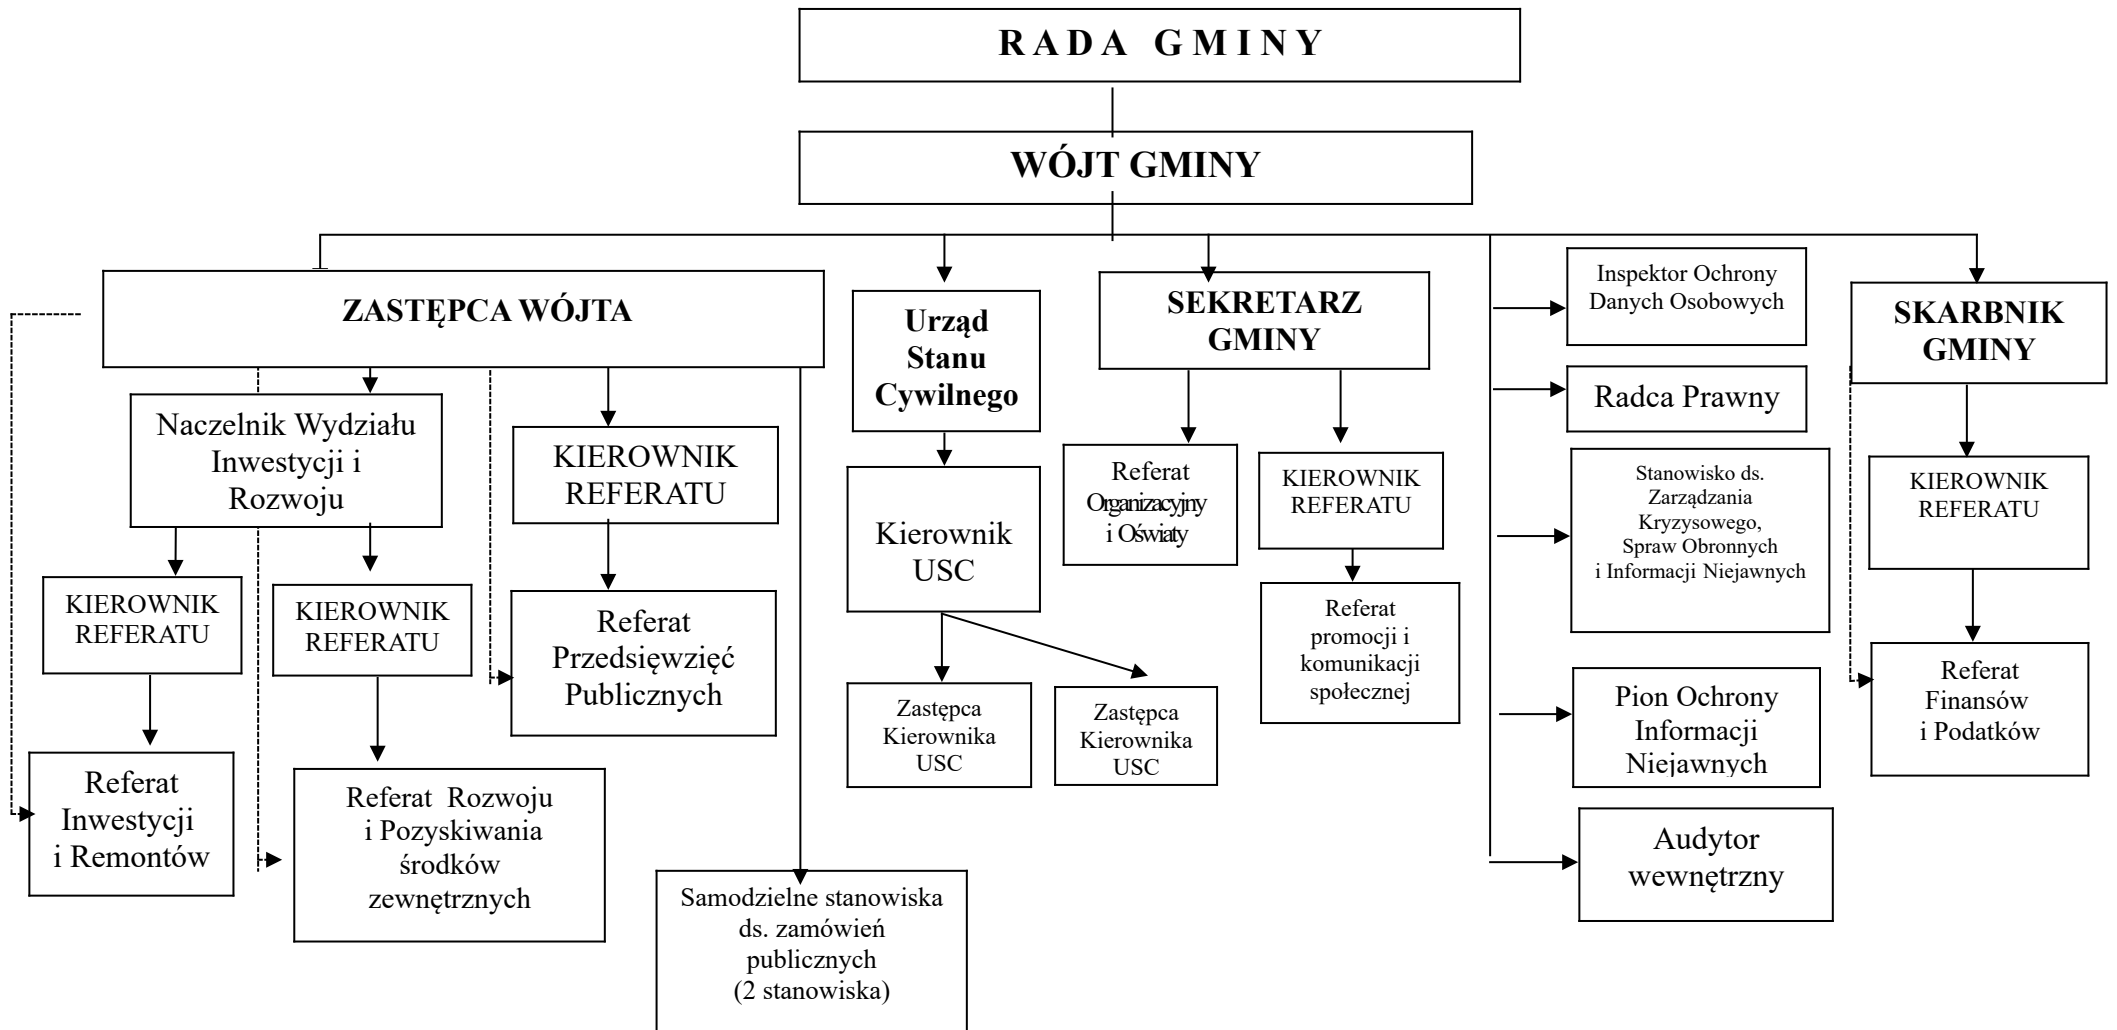 RADA GMINY
WÓJT GMINY
ZASTĘPCA WÓJTA
Urząd
Stanu
Cywilnego
SEKRETARZ
GMINY
Inspektor Ochrony
Danych Osobowych
SKARBNIK
GMINY
Radca Prawny
Naczelnik Wydziału
Inwestycji i
Rozwoju
KIEROWNIK
REFERATU
Kierownik
USC
Referat
Organizacyjny
i Oświaty
KIEROWNIK
REFERATU
Stanowisko ds.
Zarządzania
Kryzysowego,
Spraw Obronnych
i Informacji Niejawnych
KIEROWNIK
REFERATU
KIEROWNIK
REFERATU
KIEROWNIK
REFERATU
Referat
Przedsięwzięć
Publicznych
Referat
promocji i
komunikacji
społecznej
Referat
Finansów
i Podatków
Zastępca
Kierownika
USC
Zastępca
Kierownika
USC
Pion Ochrony
Informacji
Niejawnych
Referat
Inwestycji
i Remontów
Referat Rozwoju
i Pozyskiwania
środków
zewnętrznych
Samodzielne stanowiska
ds. zamówień
publicznych
(2 stanowiska)
Audytor
wewnętrzny